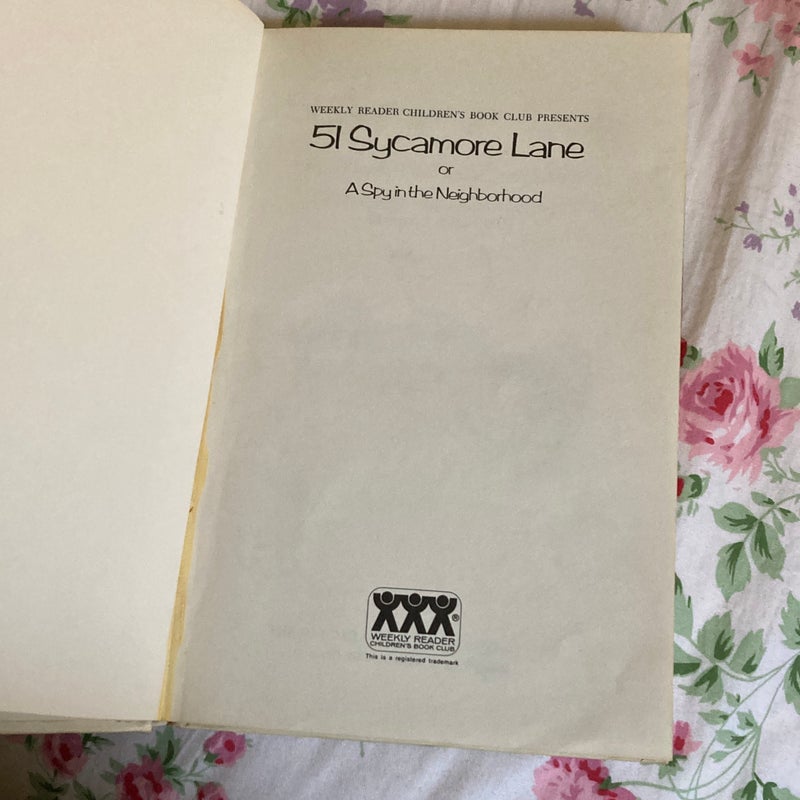 WEEKLY READER CHILDREN'S BOOK CLUB PRESENTS
51 Sycamore Lane
or
A Spy in the Neighborhood
®
WEEKLY READER
CHILDREN'S BOOK CLUB
This is a registered trademark